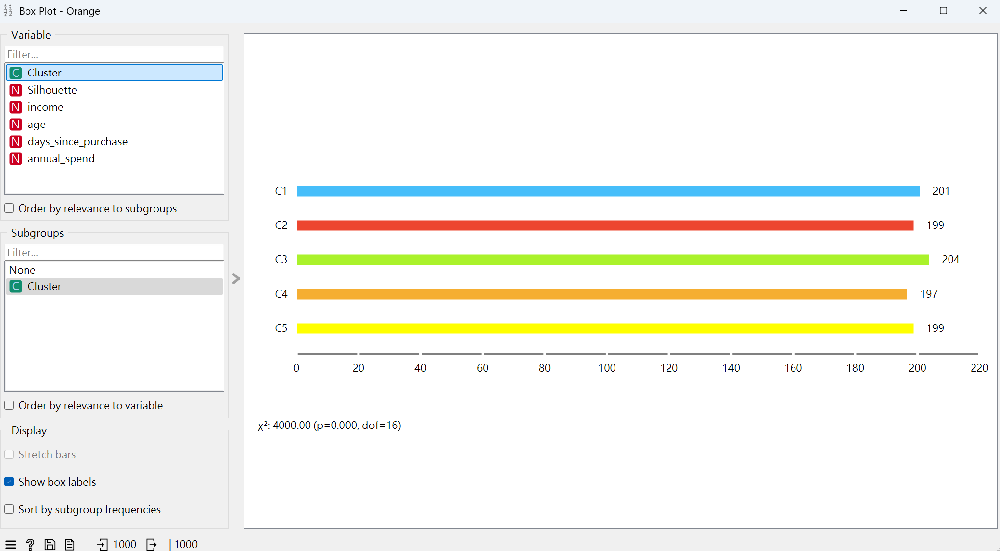 Box Plot - Orange
Variable
Filter...
C Cluster
N Silhouette
N income
N age
N days_since_purchase
N annual_spend
Order by relevance to subgroups
Subgroups
Filter...
None
C Cluster
Order by relevance to variable
Display
Stretch bars
Show box labels
Sort by subgroup frequencies
1000 - | 1000
C1 201
C2 199
C3 204
C4 197
C5 199
0 20 40 60 80 100 120 140 160 180 200 220
χ²: 4000.00 (p=0.000, dof=16)